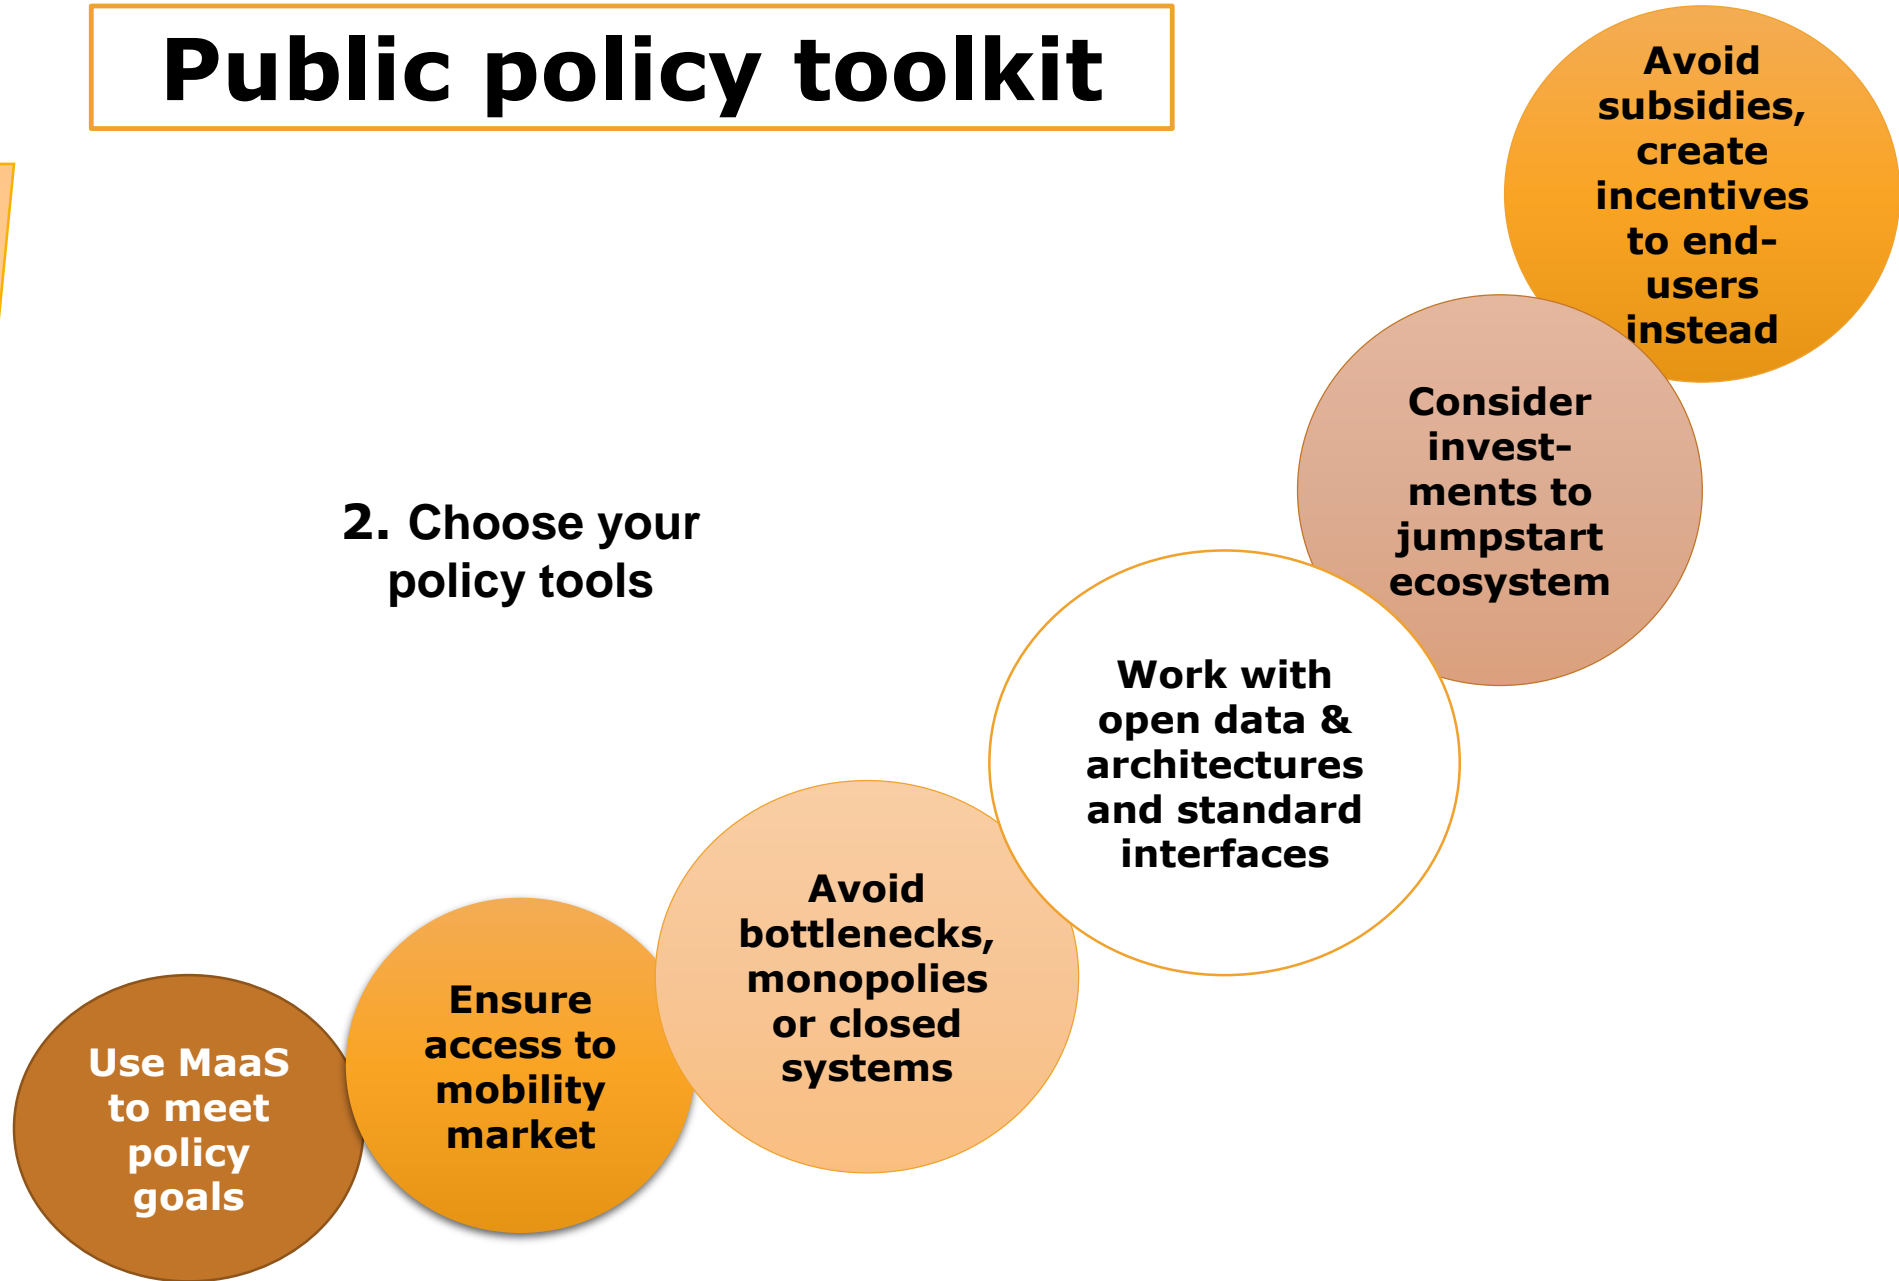 Public policy toolkit
2. Choose your
policy tools
Use MaaS
to meet
policy
goals
Ensure
access to
mobility
market
Avoid
bottlenecks,
monopolies
or closed
systems
Work with
open data &
architectures
and standard
interfaces
Consider
invest-
ments to
jumpstart
ecosystem
Avoid
subsidies,
create
incentives
to end-
users
instead